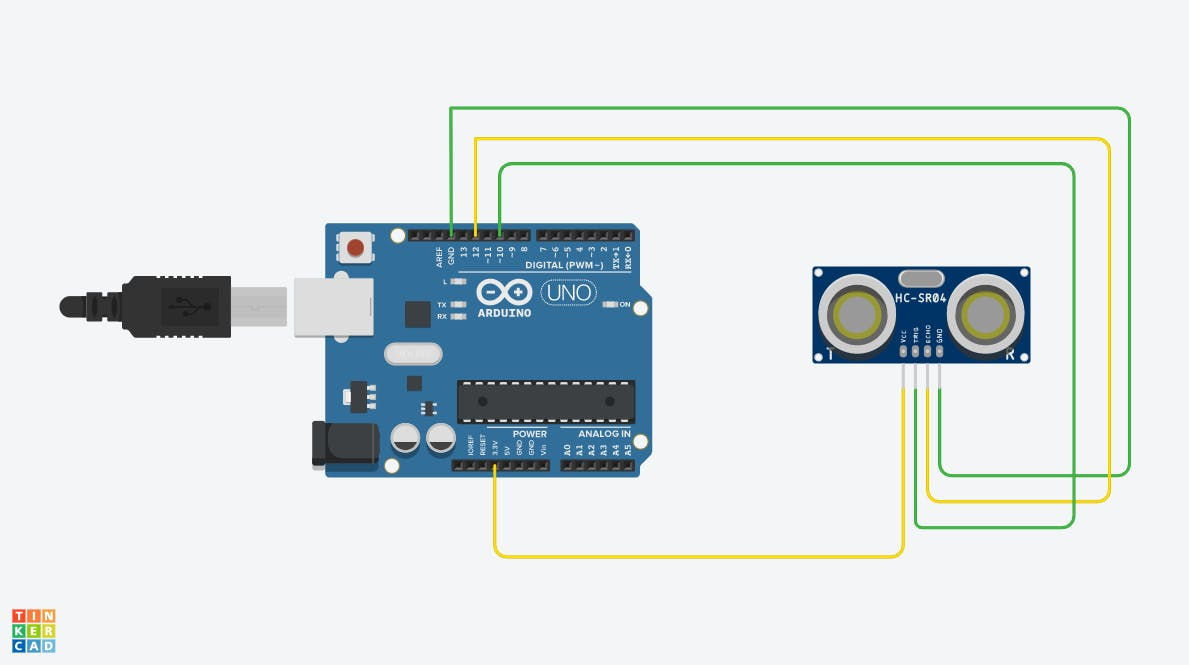 AREF
GND
13
12
~11
~10
~9
8
7
~6
~5
4
~3
2
TX→1
RX←0
DIGITAL (PWM~)
L
TX
RX
ARDUINO
UNO
ON
HC-SR04
VCC
TRIG
ECHO
GND
T
R
POWER
ANALOG IN
IOREF
RESET
3.3V
5V
GND
GND
Vin
A0
A1
A2
A3
A4
A5
TIN
KER
CAD